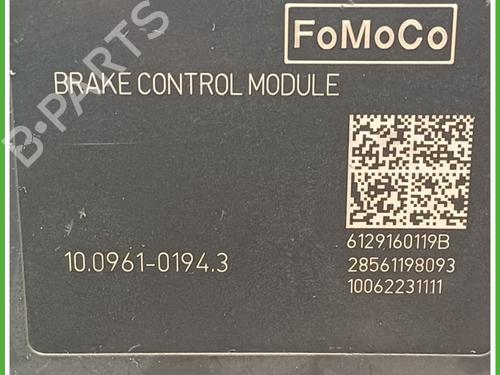 FoMoCo
BRAKE CONTROL MODULE
B-PARTS
6129160119B
10.0961-0194.3
28561198093
10062231111